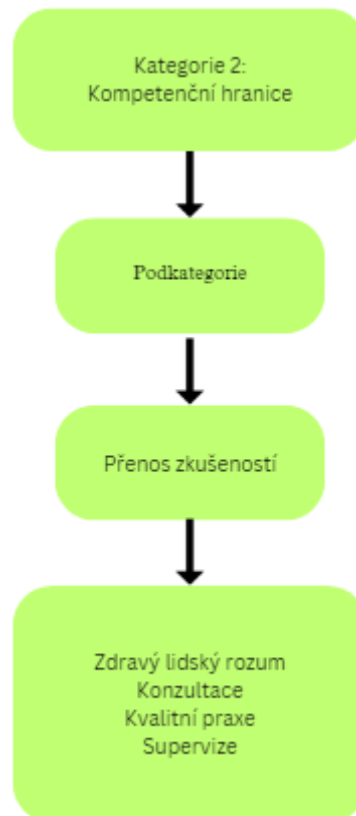 Kategorie 2:
Kompetenční hranice
Podkategorie
Přenos zkušeností
Zdravý lidský rozum
Konzultace
Kvalitní praxe
Supervize